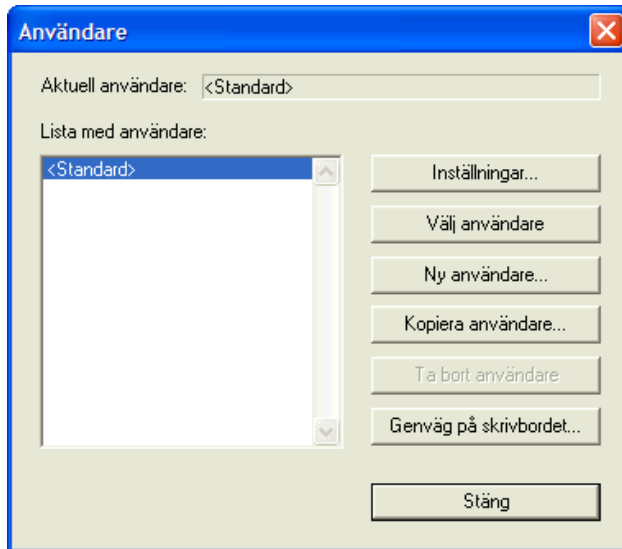 Användare
Aktuell användare: <Standard>
Lista med användare:
<Standard>
Inställningar...
Välj användare
Ny användare...
Kopiera användare...
Ta bort användare
Genväg på skrivbordet...
Stäng